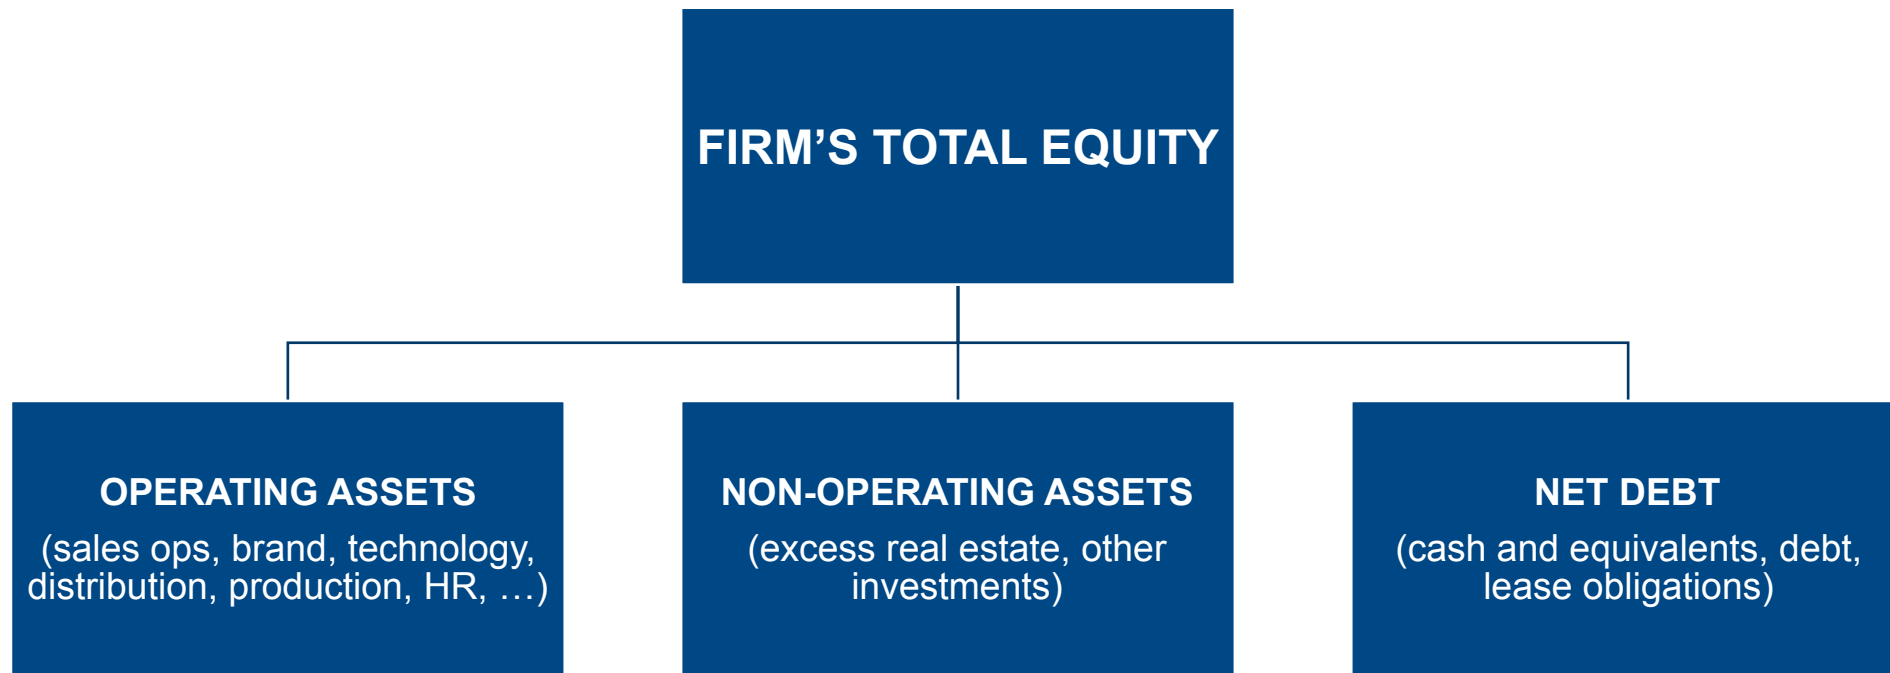 FIRM’S TOTAL EQUITY
OPERATING ASSETS
(sales ops, brand, technology,
distribution, production, HR, …)
NON-OPERATING ASSETS
(excess real estate, other
investments)
NET DEBT
(cash and equivalents, debt,
lease obligations)